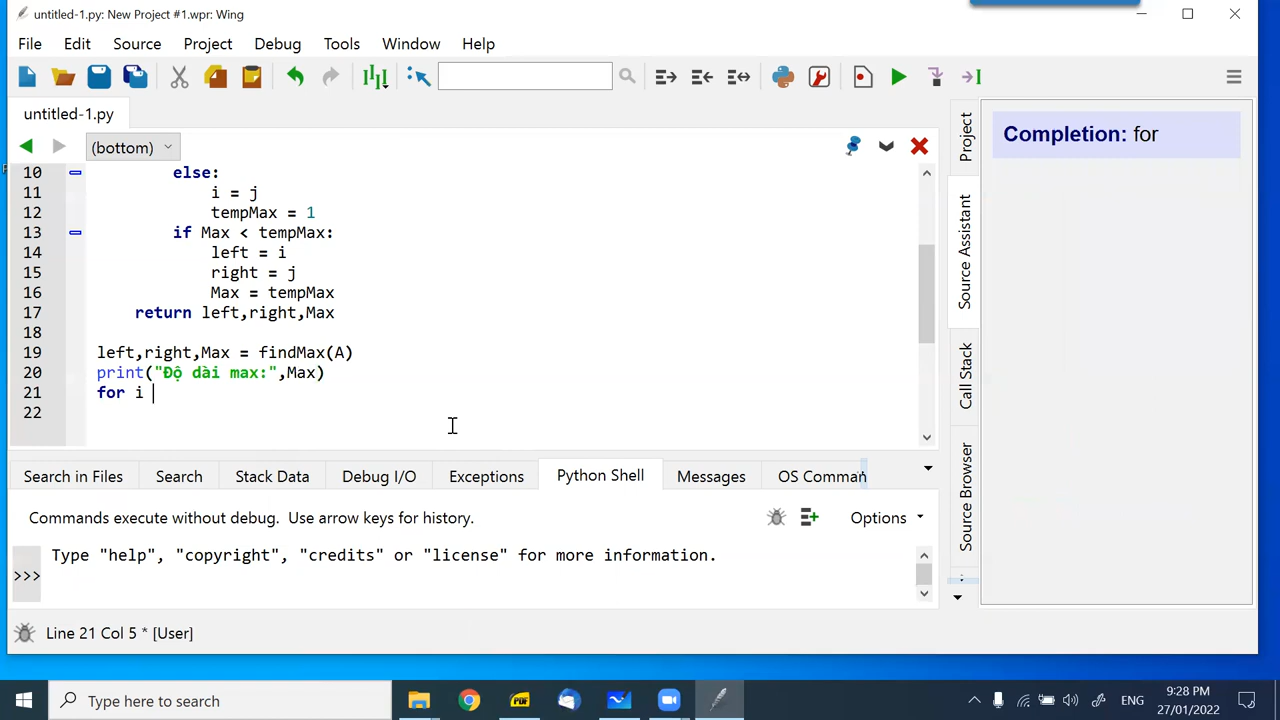 untitled-1.py: New Project #1.wpr: Wing
File Edit Source Project Debug Tools Window Help
untitled-1.py
(bottom)
10 else:
11 i = j
12 tempMax = 1
13 if Max < tempMax:
14 left = i
15 right = j
16 Max = tempMax
17 return left,right,Max
18
19 left,right,Max = findMax(A)
20 print("Độ dài max:",Max)
21 for i
22
Project
Source Assistant
Call Stack
Source Browser
Completion: for
Search in Files Search Stack Data Debug I/O Exceptions Python Shell Messages OS Comman
Commands execute without debug. Use arrow keys for history.
Options
Type "help", "copyright", "credits" or "license" for more information.
>>>
Line 21 Col 5 * [User]
Type here to search
PDF
ENG
9:28 PM
27/01/2022